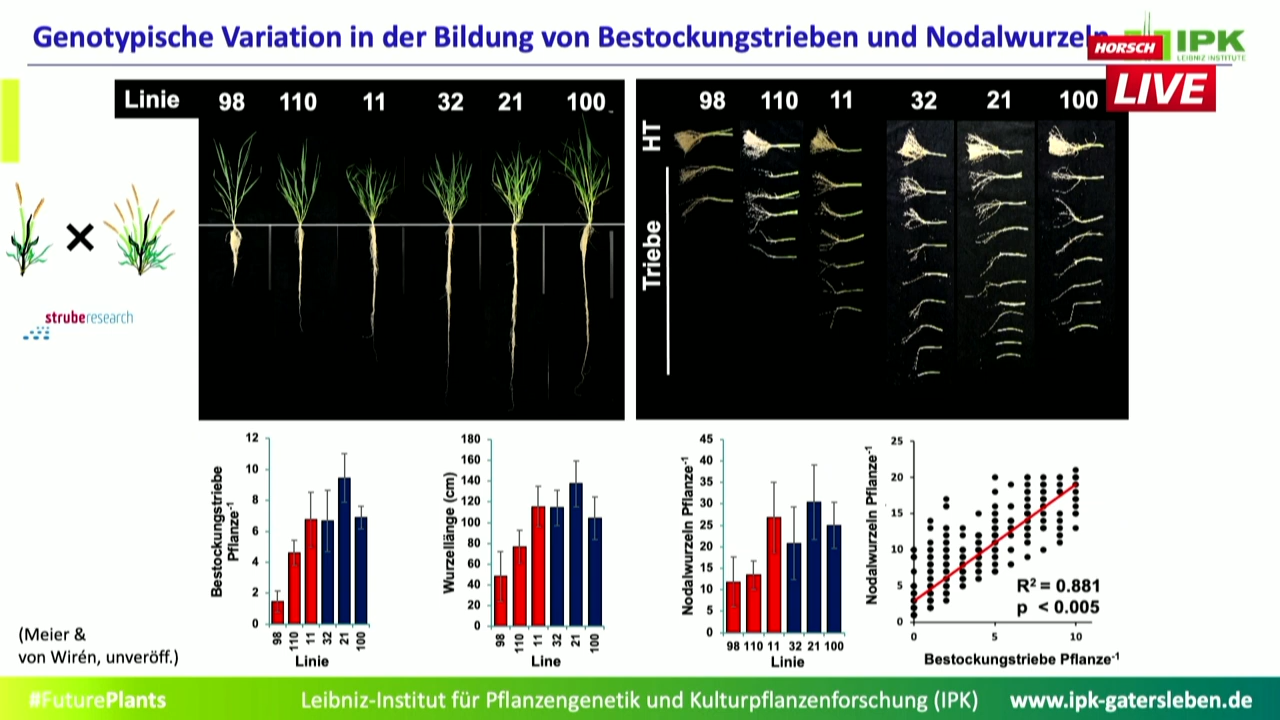 Genotypische Variation in der Bildung von Bestockungstrieben und Nodalwurzeln
HORSCH
LIVE
IPK
LEIBNIZ INSTITUTE
Linie 98 110 11 32 21 100
98 110 11 32 21 100
HT
Triebe
×
struberesearch
Bestockungstriebe
Pflanze-1
12
10
8
6
4
2
0
98 110 11 32 21 100
Linie
Wurzellänge (cm)
180
160
140
120
100
80
60
40
20
0
98 110 11 32 21 100
Line
Nodalwurzeln Pflanze-1
45
40
35
30
25
20
15
10
5
0
98 110 11 32 21 100
Linie
Nodalwurzeln Pflanze-1
25
20
15
10
5
0
R2 = 0.881
p < 0.005
0 5 10
Bestockungstriebe Pflanze-1
(Meier &
von Wirén, unveröff.)
#FuturePlants Leibniz-Institut für Pflanzengenetik und Kulturpflanzenforschung (IPK) www.ipk-gatersleben.de